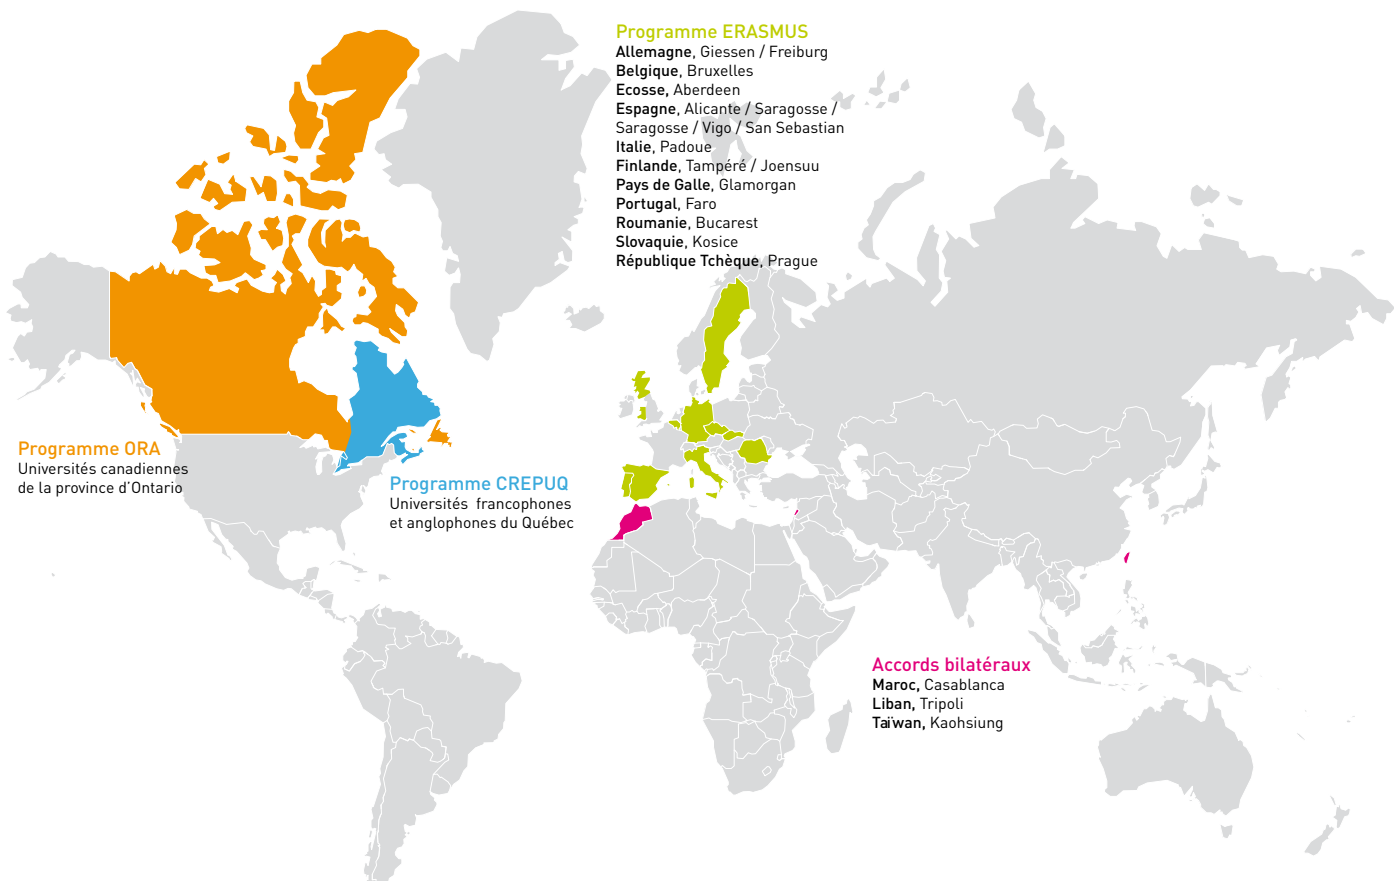 Programme ERASMUS
Allemagne, Giessen / Freiburg
Belgique, Bruxelles
Ecosse, Aberdeen
Espagne, Alicante / Saragosse /
Saragosse / Vigo / San Sebastian
Italie, Padoue
Finlande, Tampéré / Joensuu
Pays de Galle, Glamorgan
Portugal, Faro
Roumanie, Bucarest
Slovaquie, Kosice
République Tchèque, Prague
Programme ORA
Universités canadiennes
de la province d'Ontario
Programme CREPUQ
Universités francophones
et anglophones du Québec
Accords bilatéraux
Maroc, Casablanca
Liban, Tripoli
Taïwan, Kaohsiung